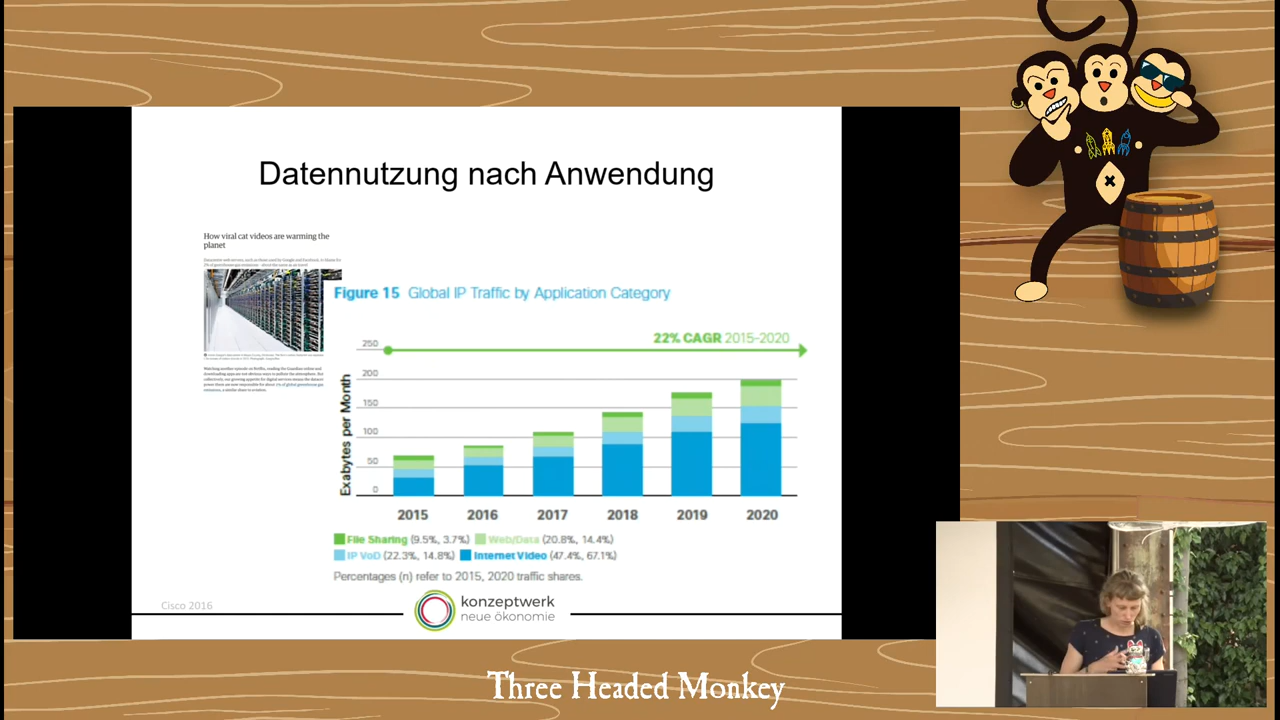 Datennutzung nach Anwendung
How viral cat videos are warming the
planet
Figure 15 Global IP Traffic by Application Category
22% CAGR 2015-2020
Exabytes per Month
250
200
150
100
50
0
2015 2016 2017 2018 2019 2020
File Sharing (9.5%, 3.7%) Web/Data (20.8%, 14.4%)
IP VoD (22.3%, 14.8%) Internet Video (47.4%, 67.1%)
Percentages (n) refer to 2015, 2020 traffic shares.
Cisco 2016
konzeptwerk
neue ökonomie
Three Headed Monkey